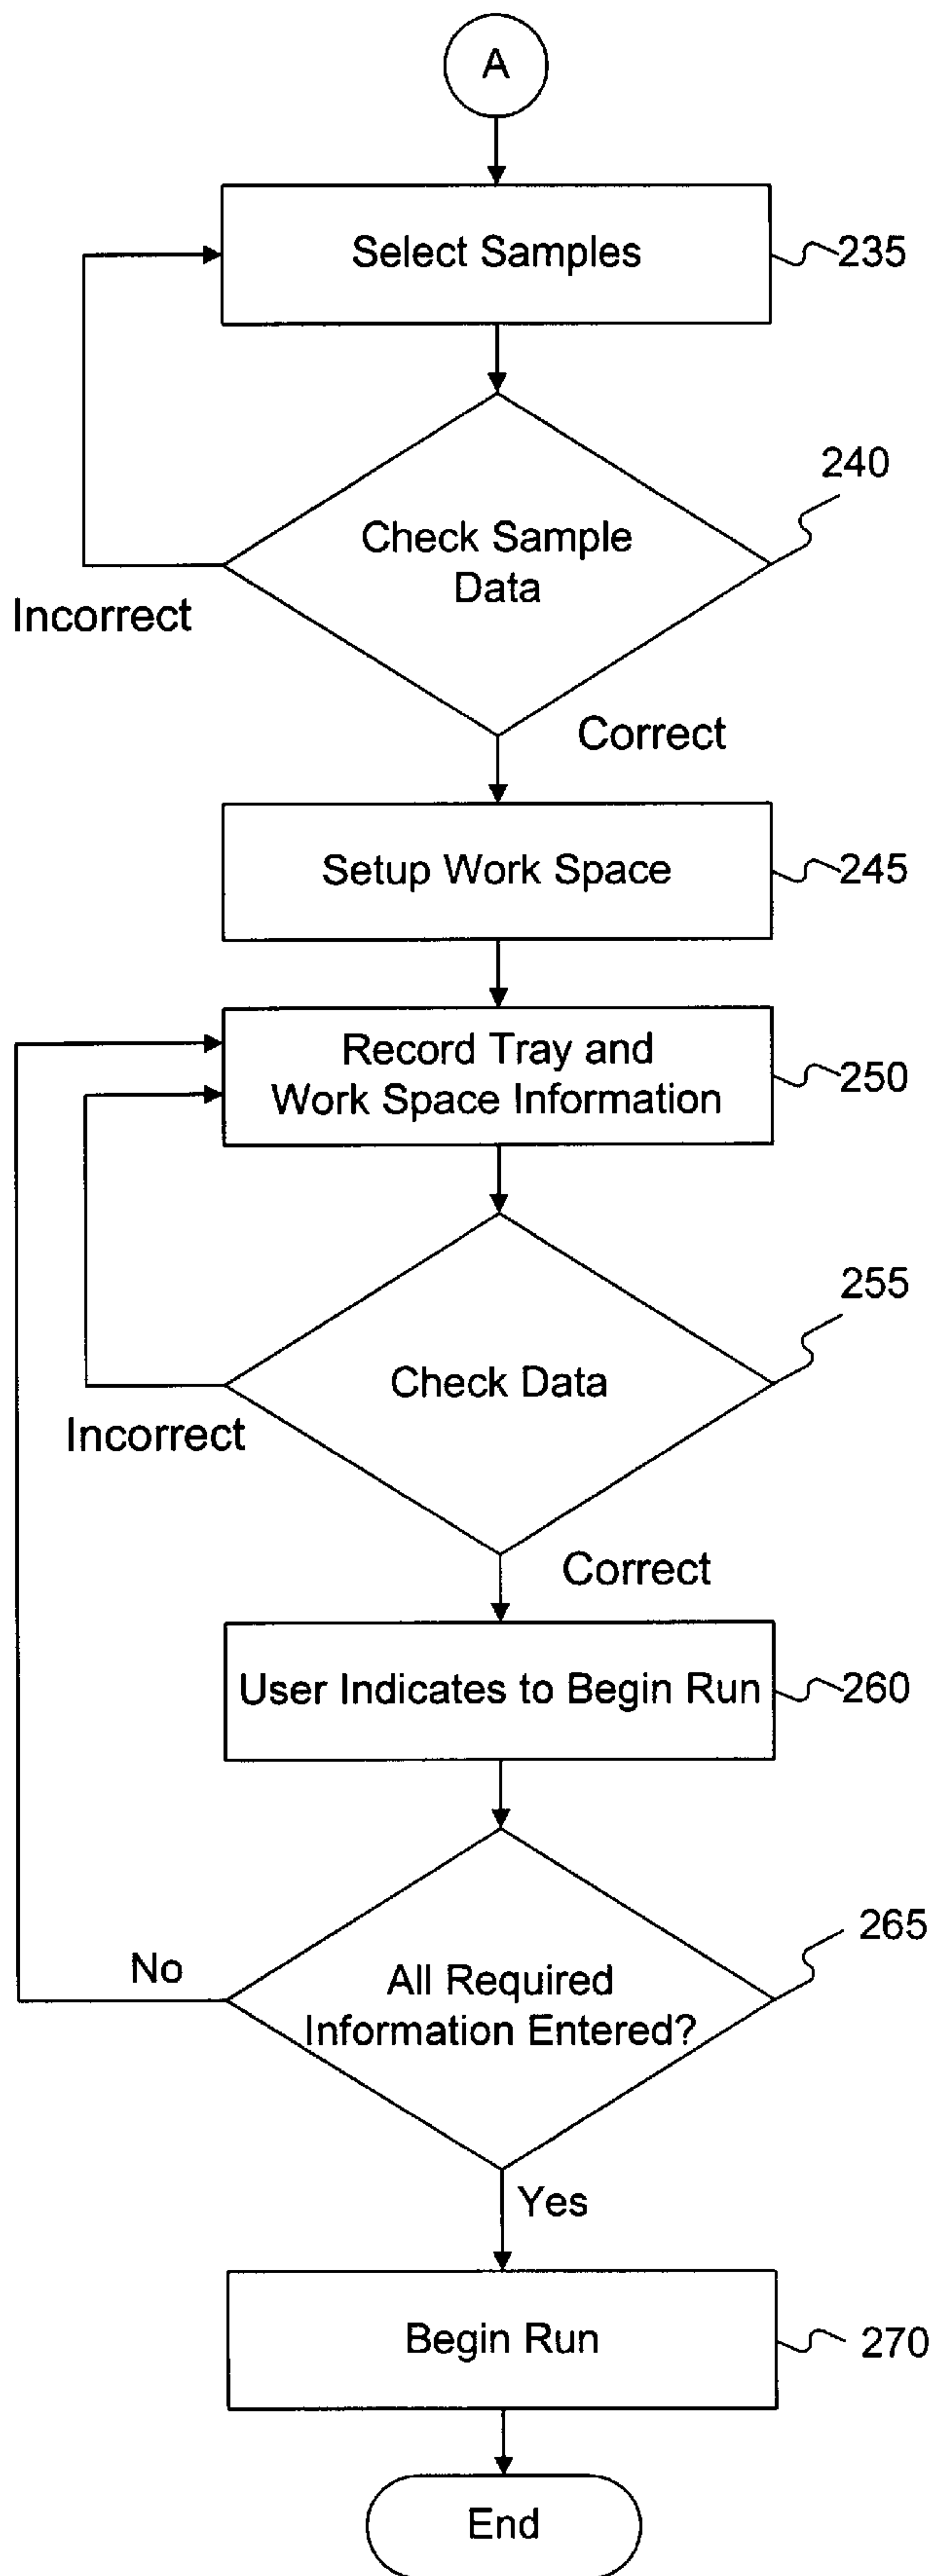 A
Select Samples
235
240
Check Sample
Data
Incorrect
Correct
Setup Work Space
245
Record Tray and
Work Space Information
250
255
Check Data
Incorrect
Correct
User Indicates to Begin Run
260
265
No
All Required
Information Entered?
Yes
Begin Run
270
End